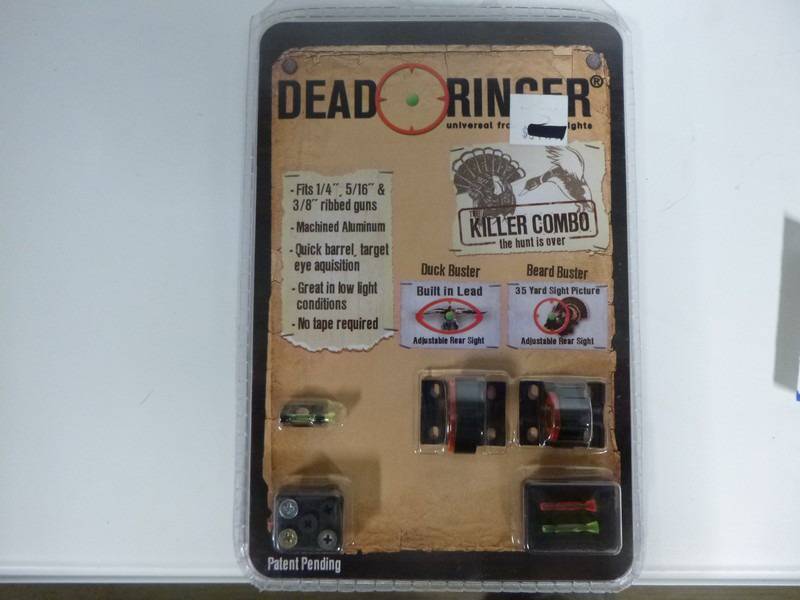 DEAD RINGER®
universal
- Fits 1/4", 5/16" &
3/8" ribbed guns
- Machined Aluminum
- Quick barrel, target
eye aquisition
- Great in low light
conditions
- No tape required
THE
KILLER COMBO
the hunt is over
Duck Buster
Built in Lead
Adjustable Rear Sight
Beard Buster
35 Yard Sight Picture
Adjustable Rear Sight
Patent Pending